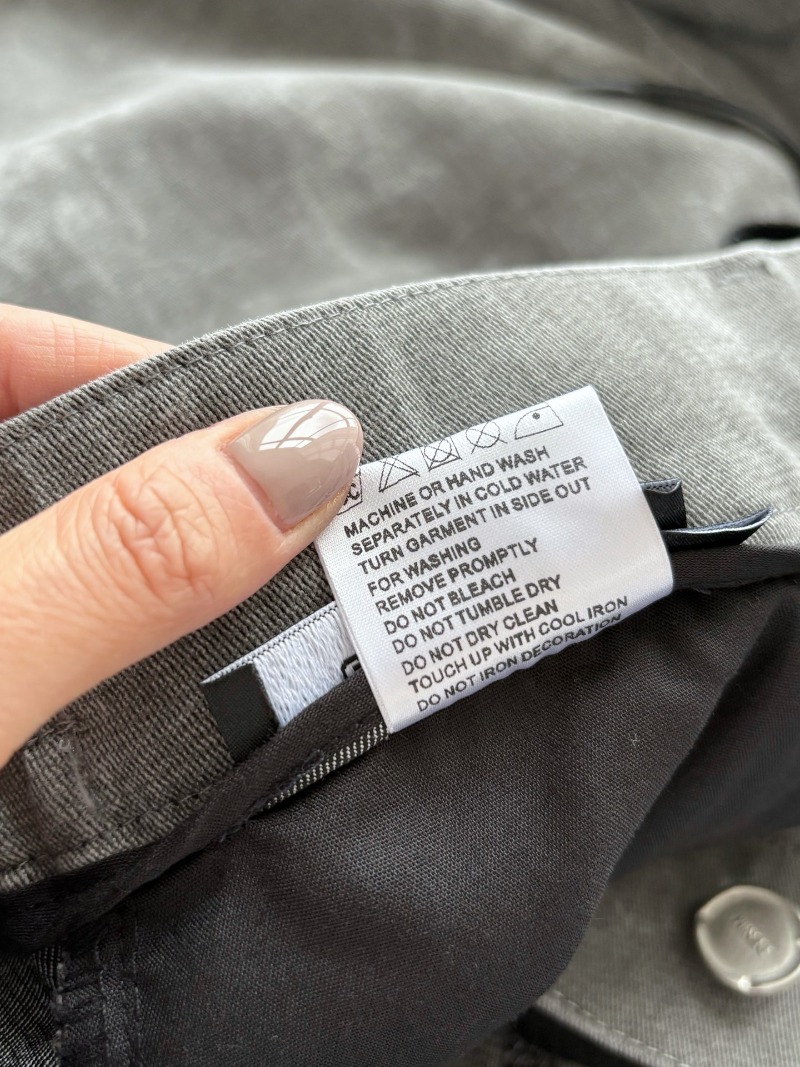 MACHINE OR HAND WASH
SEPARATELY IN COLD WATER
TURN GARMENT IN SIDE OUT
FOR WASHING
REMOVE PROMPTLY
DO NOT BLEACH
DO NOT TUMBLE DRY
DO NOT DRY CLEAN
TOUCH UP WITH COOL IRON
DO NOT IRON DECORATION